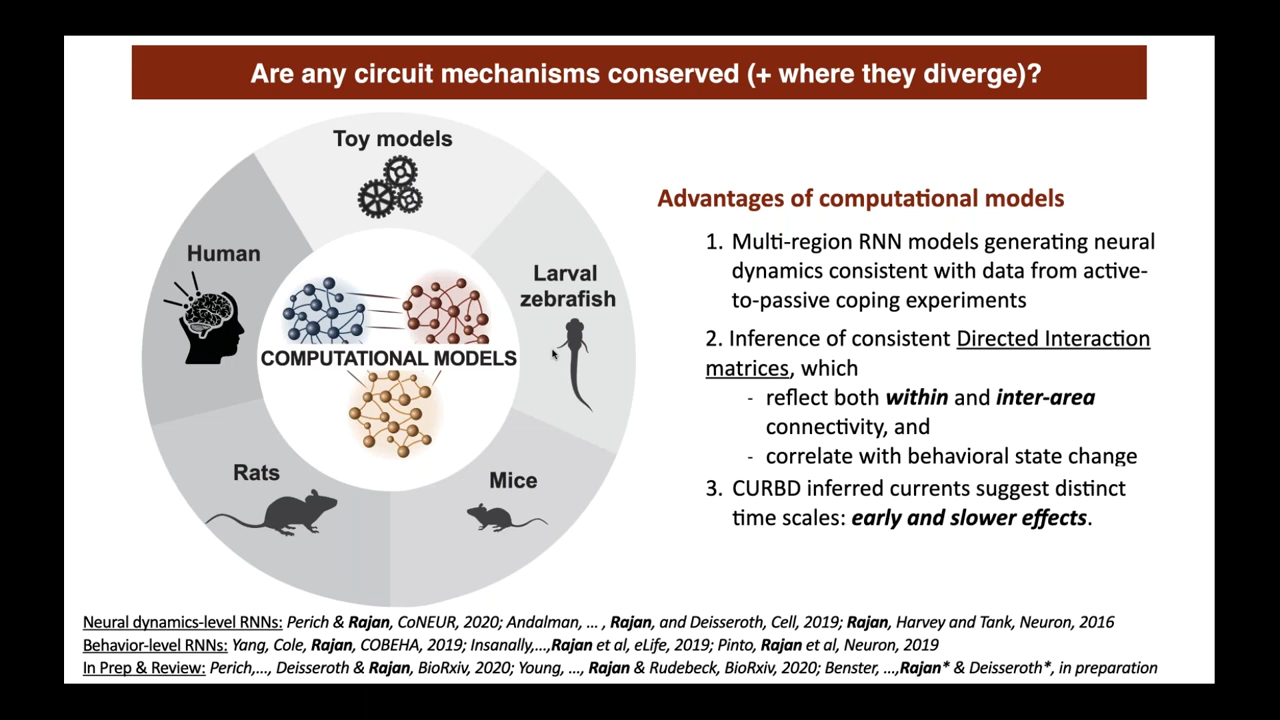 Are any circuit mechanisms conserved (+ where they diverge)?
Toy models
Human
Larval
zebrafish
COMPUTATIONAL MODELS
Rats
Mice
Advantages of computational models
1. Multi-region RNN models generating neural
dynamics consistent with data from active-
to-passive coping experiments
2. Inference of consistent Directed Interaction
matrices, which
- reflect both within and inter-area
connectivity, and
- correlate with behavioral state change
3. CURBD inferred currents suggest distinct
time scales: early and slower effects.
Neural dynamics-level RNNs: Perich & Rajan, CoNEUR, 2020; Andalman, ... , Rajan, and Deisseroth, Cell, 2019; Rajan, Harvey and Tank, Neuron, 2016
Behavior-level RNNs: Yang, Cole, Rajan, COBEHA, 2019; Insanally,...,Rajan et al, eLife, 2019; Pinto, Rajan et al, Neuron, 2019
In Prep & Review: Perich,..., Deisseroth & Rajan, BioRxiv, 2020; Young, ..., Rajan & Rudebeck, BioRxiv, 2020; Benster, ...,Rajan* & Deisseroth*, in preparation